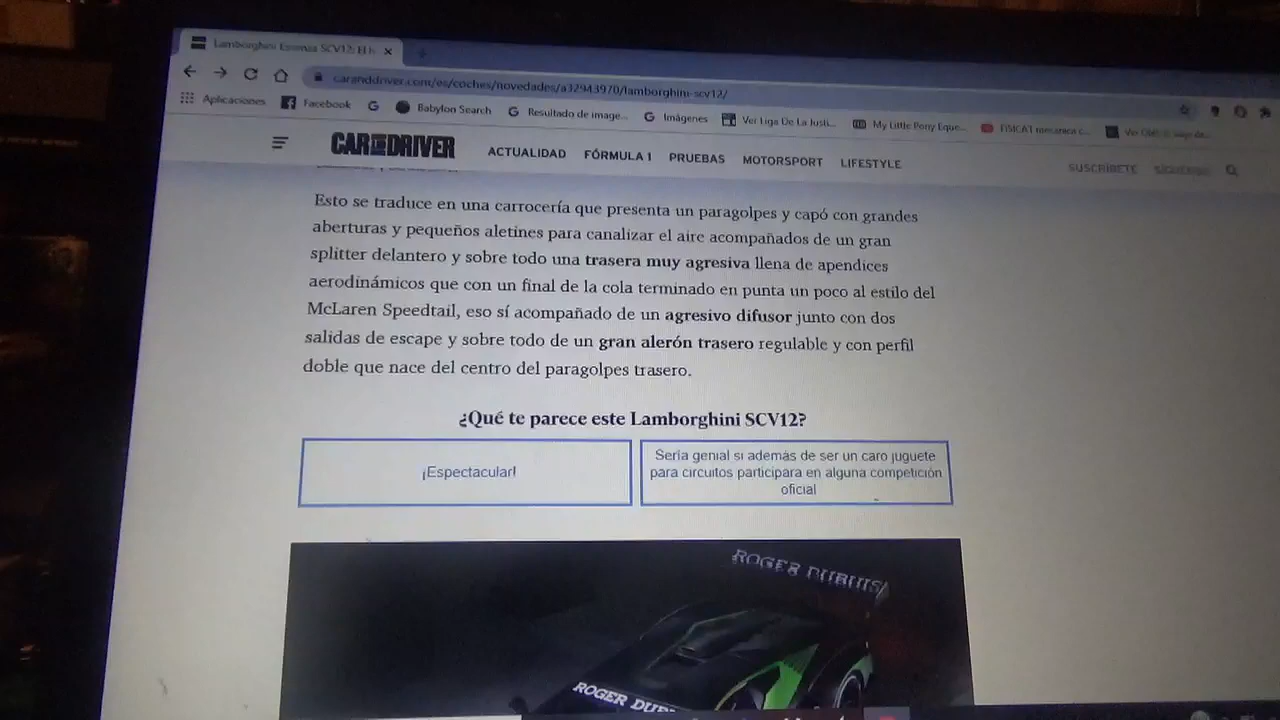 Lamborghini Essenza SCV12: El h
caranddriver.com/es/coches/novedades/a32943970/lamborghini-scv12/
Aplicaciones Facebook Babylon Search Resultado de image... Imágenes Ver Liga De La Justi... My Little Pony Eque... FISICA I mecanica c...
CAR AND DRIVER ACTUALIDAD FÓRMULA 1 PRUEBAS MOTORSPORT LIFESTYLE SUSCRÍBETE SÍGUENOS
Esto se traduce en una carrocería que presenta un paragolpes y capó con grandes
aberturas y pequeños aletines para canalizar el aire acompañados de un gran
splitter delantero y sobre todo una trasera muy agresiva llena de apendices
aerodinámicos que con un final de la cola terminado en punta un poco al estilo del
McLaren Speedtail, eso sí acompañado de un agresivo difusor junto con dos
salidas de escape y sobre todo de un gran alerón trasero regulable y con perfil
doble que nace del centro del paragolpes trasero.
¿Qué te parece este Lamborghini SCV12?
¡Espectacular!
Sería genial si además de ser un caro juguete
para circuitos participara en alguna competición
oficial
ROGER DUBUIS
ROGER DUB